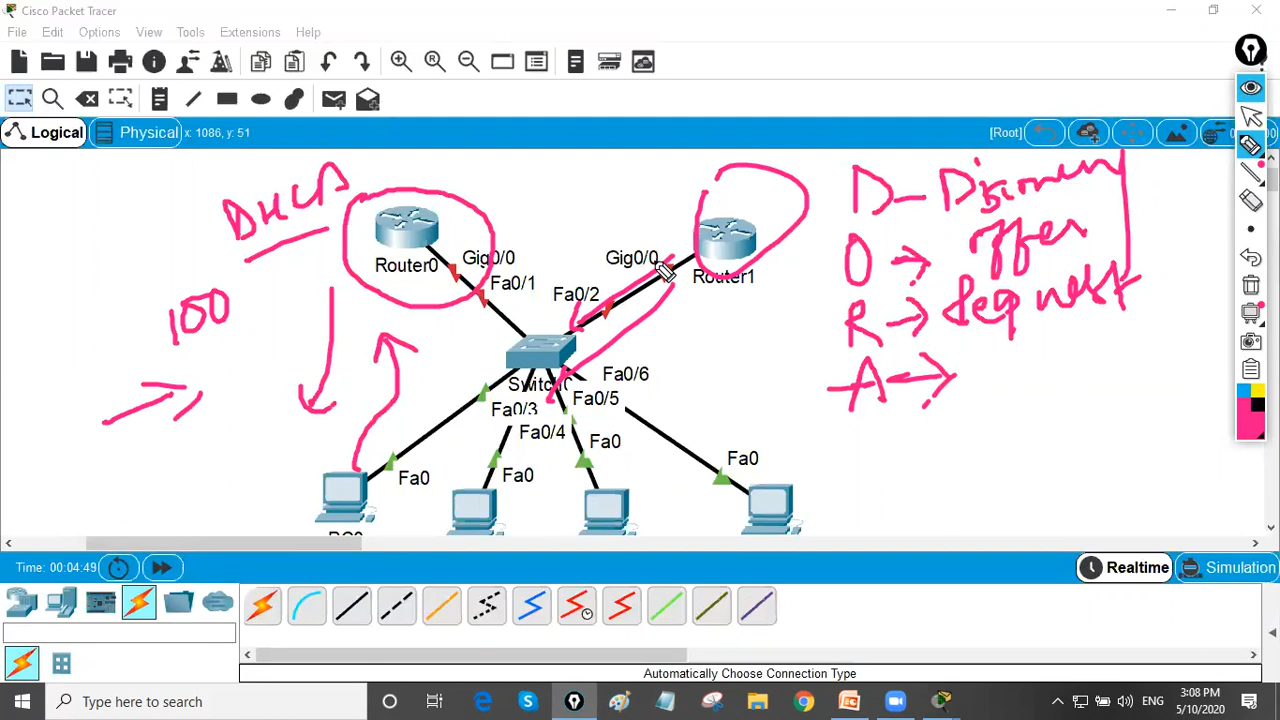 Cisco Packet Tracer
File Edit Options View Tools Extensions Help
Logical Physical x: 1086, y: 51 [Root]
DHCP
D - Discovery
Router0 Gig0/0 Gig0/0 Router1
O → offer
Fa0/1 Fa0/2
100
R → Request
Switch0 Fa0/6
A →
Fa0/3 Fa0/5
Fa0/4 Fa0 Fa0
Fa0 Fa0
PC0
Time: 00:04:49 Realtime Simulation
Automatically Choose Connection Type
Type here to search ENG 3:08 PM
5/10/2020